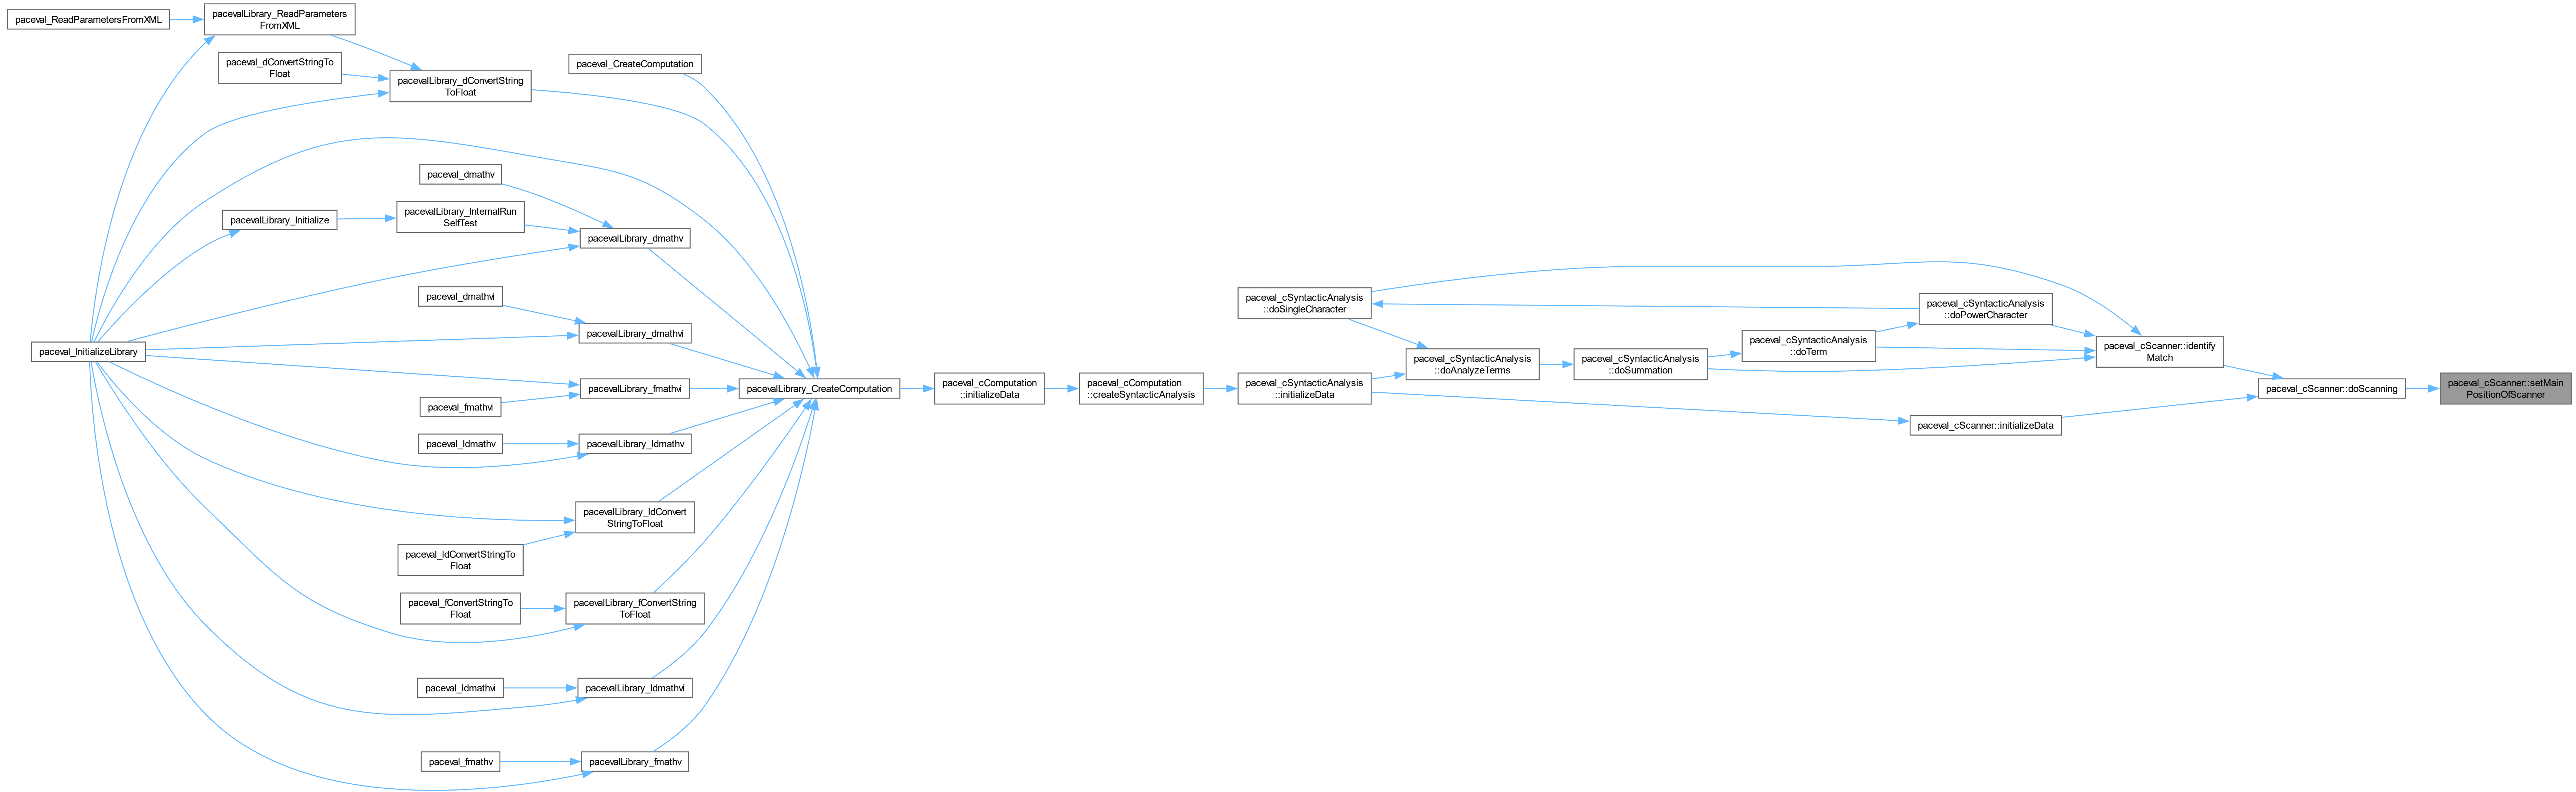 paceval_ReadParametersFromXML
pacevalLibrary_ReadParameters
FromXML
paceval_dConvertStringTo
Float
pacevalLibrary_dConvertString
ToFloat
paceval_CreateComputation
paceval_dmathv
pacevalLibrary_Initialize
pacevalLibrary_InternalRun
SelfTest
pacevalLibrary_dmathv
paceval_dmathvi
pacevalLibrary_dmathvi
paceval_InitializeLibrary
pacevalLibrary_fmathvi
paceval_fmathvi
pacevalLibrary_CreateComputation
paceval_cComputation
::initializeData
paceval_cComputation
::createSyntacticAnalysis
paceval_cSyntacticAnalysis
::initializeData
paceval_cSyntacticAnalysis
::doSingleCharacter
paceval_cSyntacticAnalysis
::doAnalyzeTerms
paceval_cSyntacticAnalysis
::doSummation
paceval_cSyntacticAnalysis
::doTerm
paceval_cSyntacticAnalysis
::doPowerCharacter
paceval_cScanner::identify
Match
paceval_cScanner::initializeData
paceval_cScanner::doScanning
paceval_cScanner::setMain
PositionOfScanner
paceval_ldmathv
pacevalLibrary_ldmathv
pacevalLibrary_ldConvert
StringToFloat
paceval_ldConvertStringTo
Float
paceval_fConvertStringTo
Float
pacevalLibrary_fConvertString
ToFloat
paceval_ldmathvi
pacevalLibrary_ldmathvi
paceval_fmathv
pacevalLibrary_fmathv